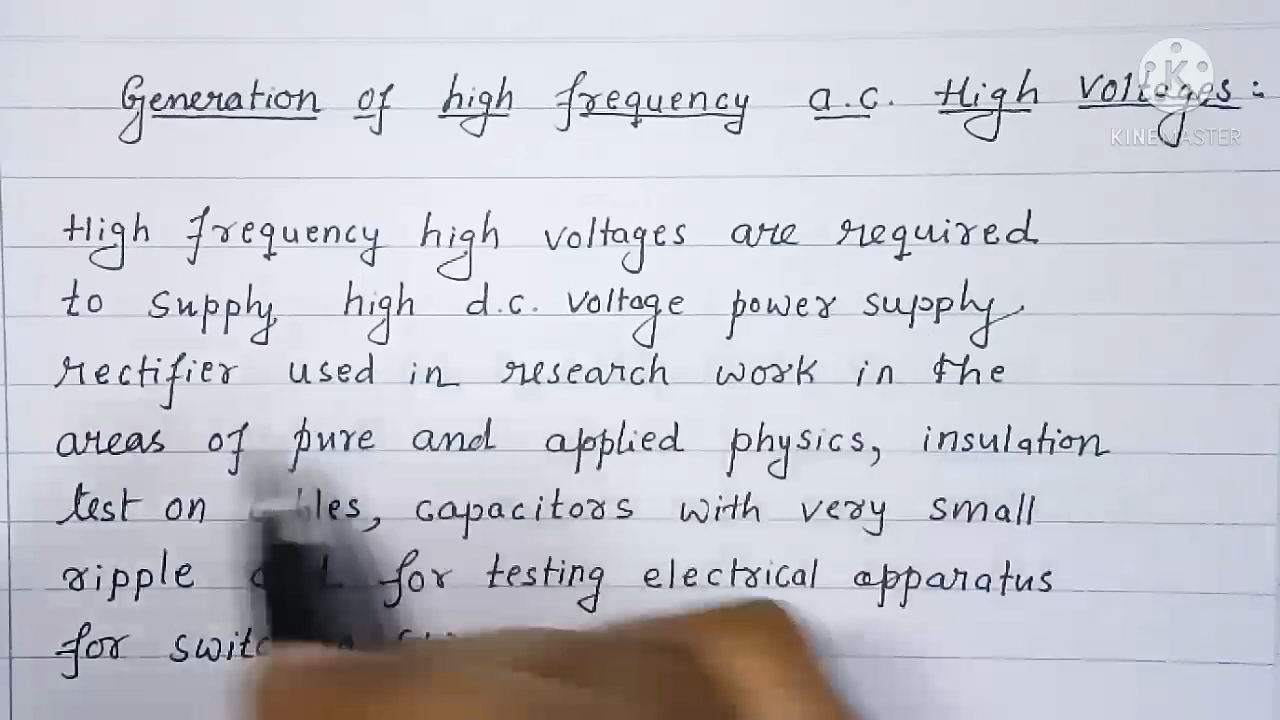 Generation of high frequency a.c. High Voltages:
KINEMASTER
High frequency high voltages are required
to supply high d.c. voltage power supply
rectifier used in research work in the
areas of pure and applied physics, insulation
test on capacitors with very small
ripple for testing electrical apparatus
for